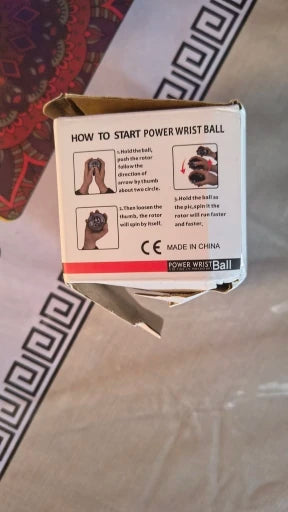 HOW TO START POWER WRIST BALL
1.Hold the ball,
push the rotor
follow the
direction of
arrow by thumb
about two circle.
2.Then loosen the
thumb, the rotor
will spin by itself.
3.Hold the ball as
the pic,spin it the
rotor will run faster
and faster.
CE MADE IN CHINA
POWER WRIST Ball